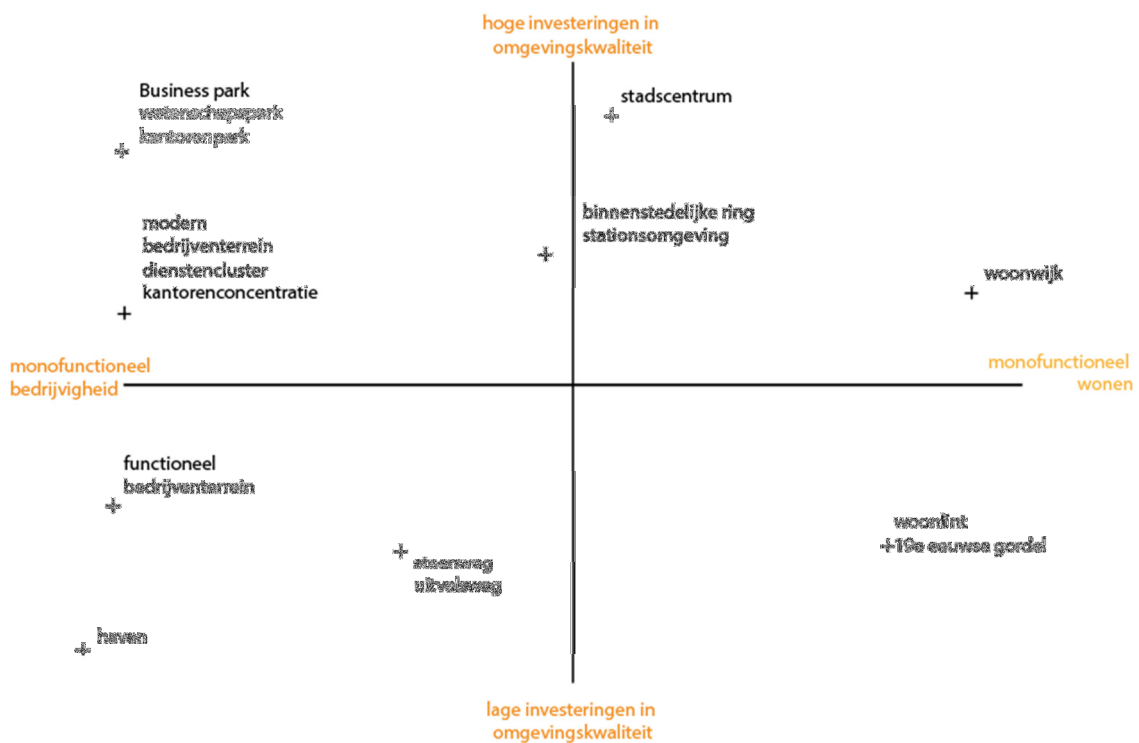 hoge investeringen in
omgevingskwaliteit
Business park
wetenschapspark
kantorenpark
stadscentrum
modern
bedrijventerrein
dienstencluster
kantorenconcentratie
binnenstedelijke ring
stationsomgeving
woonwijk
monofunctioneel
bedrijvigheid
monofunctioneel
wonen
functioneel
bedrijventerrein
steenweg
uitvalsweg
woonlint
19e eeuwse gordel
haven
lage investeringen in
omgevingskwaliteit